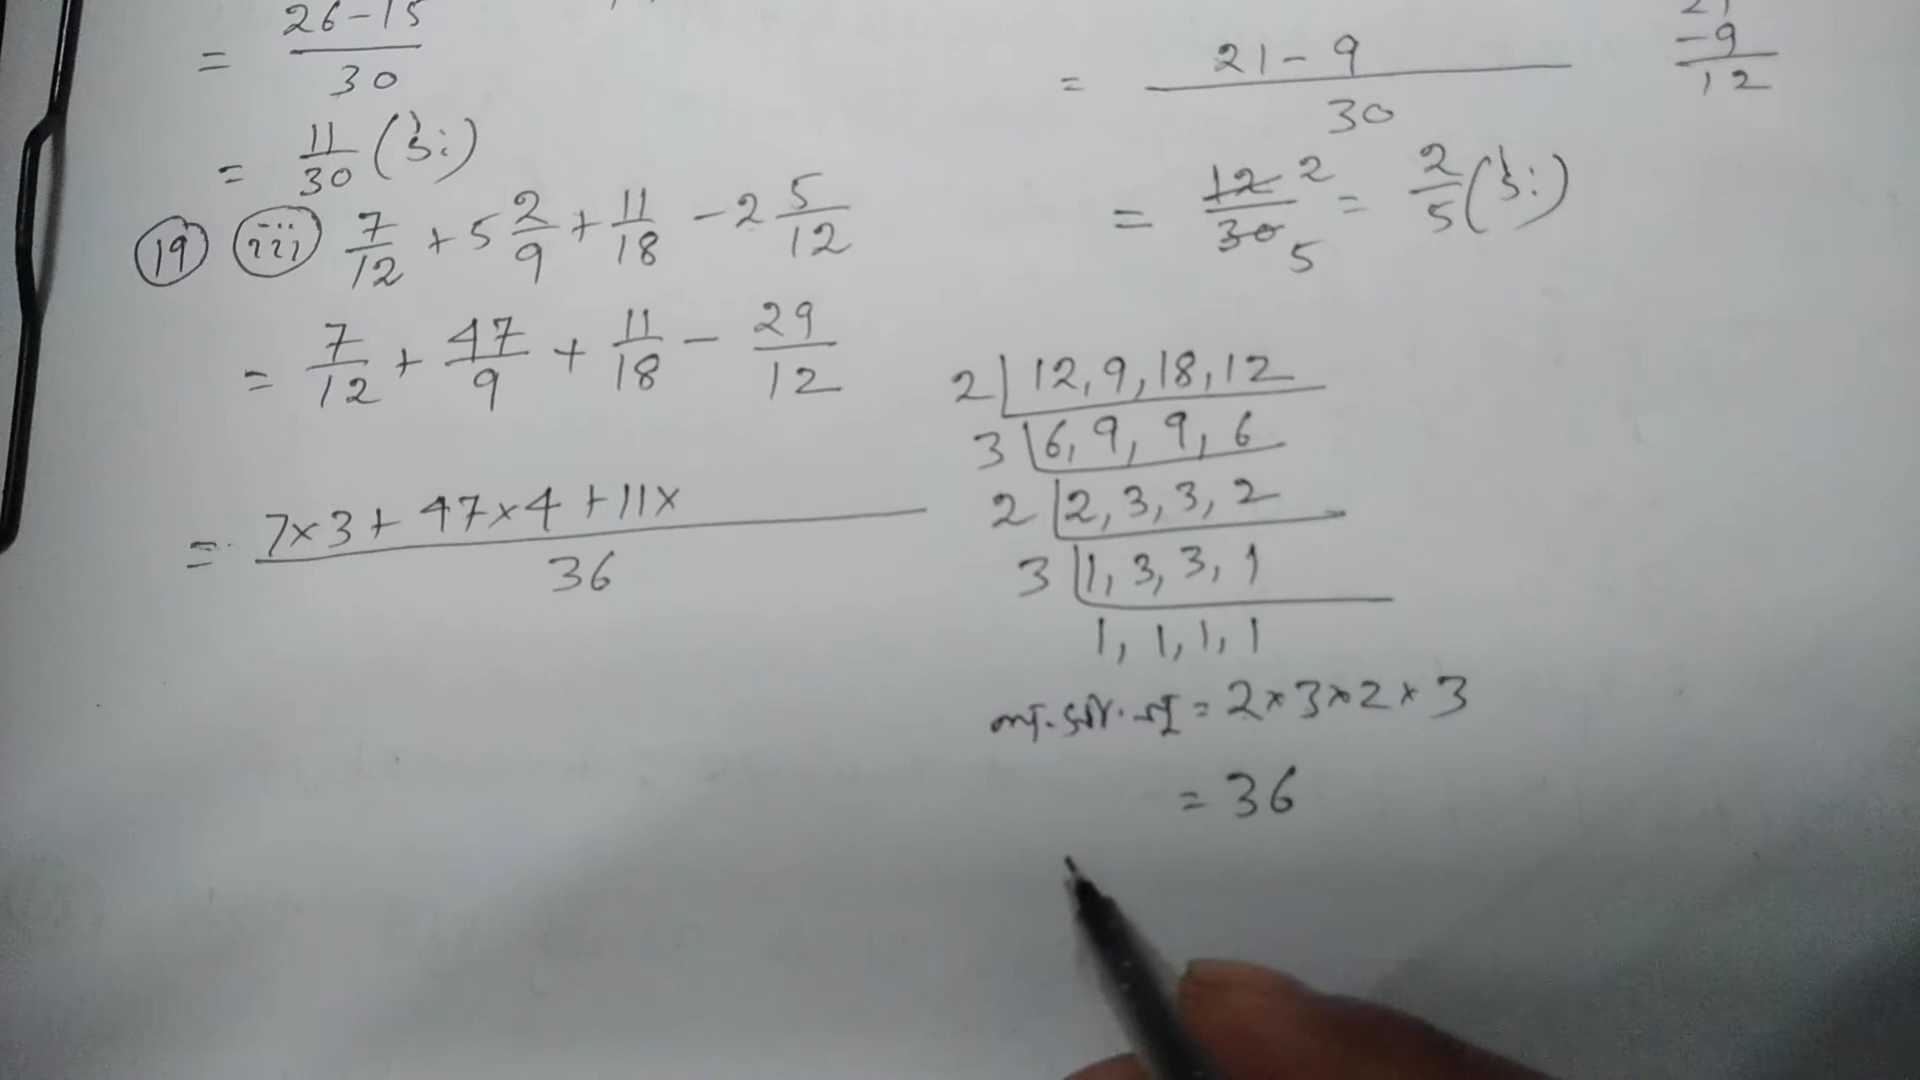 = 26-15/30
= 11/30 (উঃ)
19 iii 7/12 + 5 2/9 + 11/18 - 2 5/12
= 7/12 + 47/9 + 11/18 - 29/12
= 7×3+ 47×4 +11×/36
= 21-9/30
-9
12
= 12 2/30 5 = 2/5 (উঃ)
2 | 12, 9, 18, 12
3 | 6, 9, 9, 6
2 | 2, 3, 3, 2
3 | 1, 3, 3, 1
1, 1, 1, 1
ল.সা.গু = 2×3×2×3
= 36